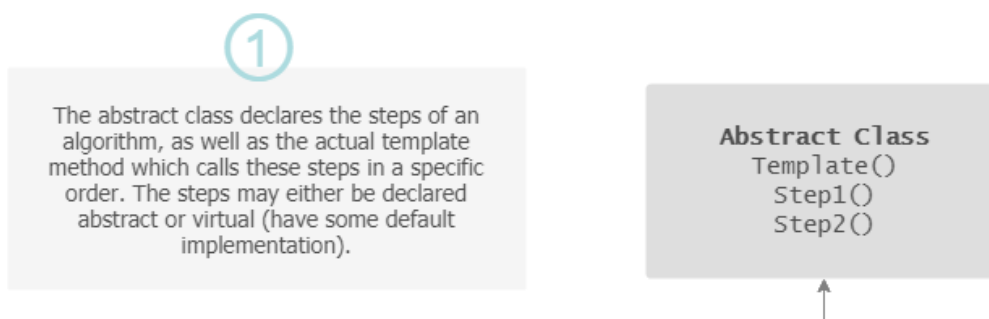 1
The abstract class declares the steps of an
algorithm, as well as the actual template
method which calls these steps in a specific
order. The steps may either be declared
abstract or virtual (have some default
implementation).
Abstract Class
Template()
Step1()
Step2()